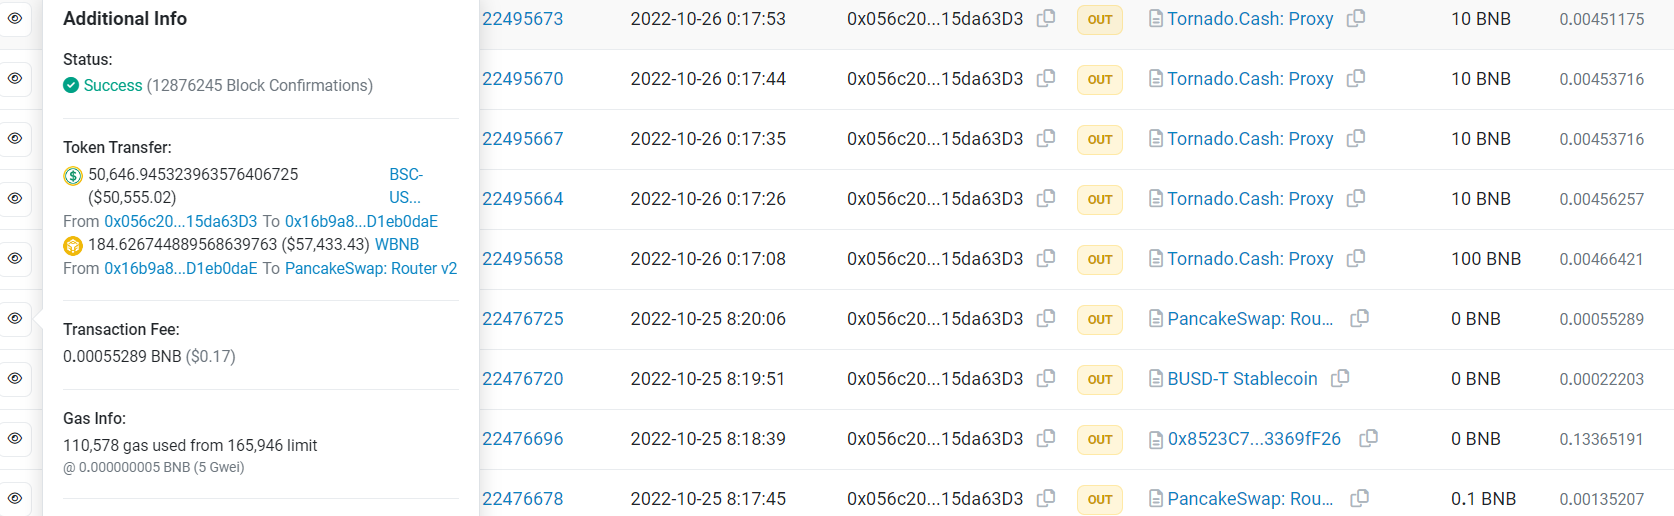 Additional Info
Status:
Success (12876245 Block Confirmations)
Token Transfer:
50,646.945323963576406725 BSC-
($50,555.02) US...
From 0x056c20...15da63D3 To 0x16b9a8...D1eb0daE
184.626744889568639763 ($57,433.43) WBNB
From 0x16b9a8...D1eb0daE To PancakeSwap: Router v2
Transaction Fee:
0.00055289 BNB ($0.17)
Gas Info:
110,578 gas used from 165,946 limit
@ 0.000000005 BNB (5 Gwei)
22495673 2022-10-26 0:17:53 0x056c20...15da63D3 OUT Tornado.Cash: Proxy 10 BNB 0.00451175
22495670 2022-10-26 0:17:44 0x056c20...15da63D3 OUT Tornado.Cash: Proxy 10 BNB 0.00453716
22495667 2022-10-26 0:17:35 0x056c20...15da63D3 OUT Tornado.Cash: Proxy 10 BNB 0.00453716
22495664 2022-10-26 0:17:26 0x056c20...15da63D3 OUT Tornado.Cash: Proxy 10 BNB 0.00456257
22495658 2022-10-26 0:17:08 0x056c20...15da63D3 OUT Tornado.Cash: Proxy 100 BNB 0.00466421
22476725 2022-10-25 8:20:06 0x056c20...15da63D3 OUT PancakeSwap: Rou... 0 BNB 0.00055289
22476720 2022-10-25 8:19:51 0x056c20...15da63D3 OUT BUSD-T Stablecoin 0 BNB 0.00022203
22476696 2022-10-25 8:18:39 0x056c20...15da63D3 OUT 0x8523C7...3369fF26 0 BNB 0.13365191
22476678 2022-10-25 8:17:45 0x056c20...15da63D3 OUT PancakeSwap: Rou... 0.1 BNB 0.00135207